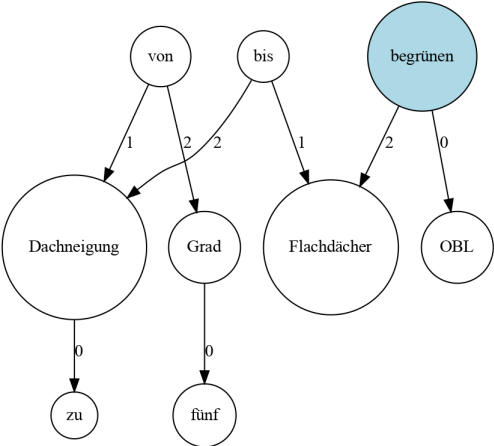 von bis begrünen
1 2 2 1 2 0
Dachneigung Grad Flachdächer OBL
0 0
zu fünf